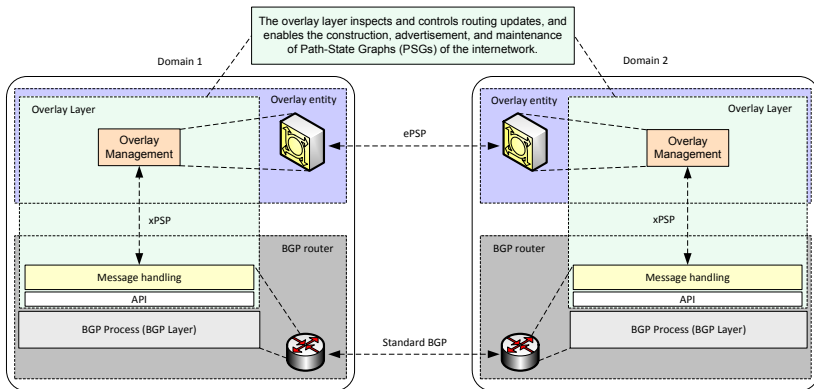 The overlay layer inspects and controls routing updates, and
enables the construction, advertisement, and maintenance
of Path-State Graphs (PSGs) of the internetwork.
Domain 1
Domain 2
Overlay Layer
Overlay entity
Overlay
Management
xPSP
BGP router
Message handling
API
BGP Process (BGP Layer)
ePSP
Standard BGP
Overlay entity
Overlay Layer
Overlay
Management
xPSP
BGP router
Message handling
API
BGP Process (BGP Layer)